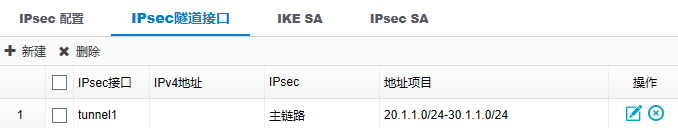 IPsec 配置 IPsec隧道接口 IKE SA IPsec SA
新建 删除
IPsec接口 IPv4地址 IPsec 地址项目 操作
1 tunnel1 主链路 20.1.1.0/24-30.1.1.0/24